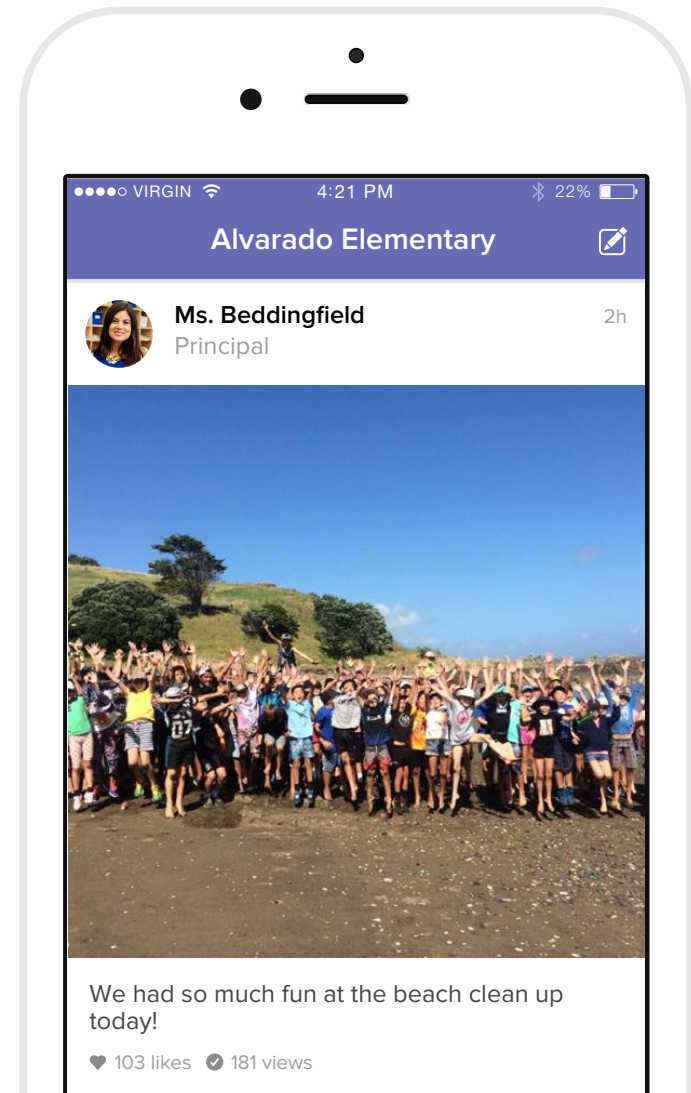 VIRGIN 4:21 PM 22%
Alvarado Elementary
Ms. Beddingfield 2h
Principal
We had so much fun at the beach clean up
today!
103 likes 181 views